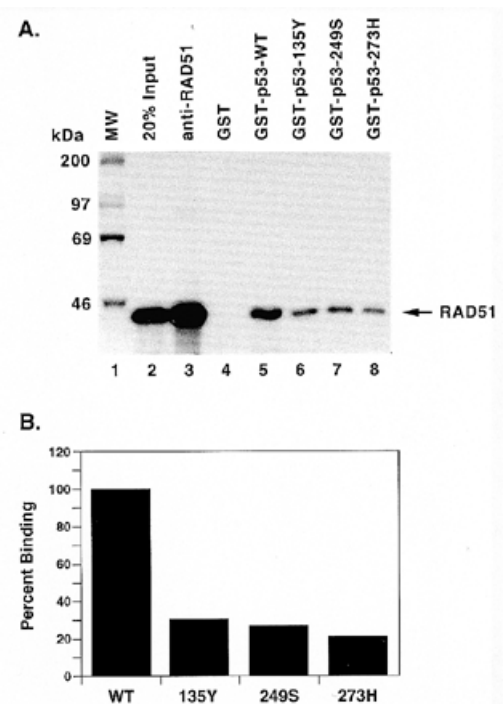 A.
kDa
MW
20% Input
anti-RAD51
GST
GST-p53-WT
GST-p53-135Y
GST-p53-249S
GST-p53-273H
200
97
69
46
RAD51
1 2 3 4 5 6 7 8
B.
Percent Binding
120
100
80
60
40
20
0
WT 135Y 249S 273H